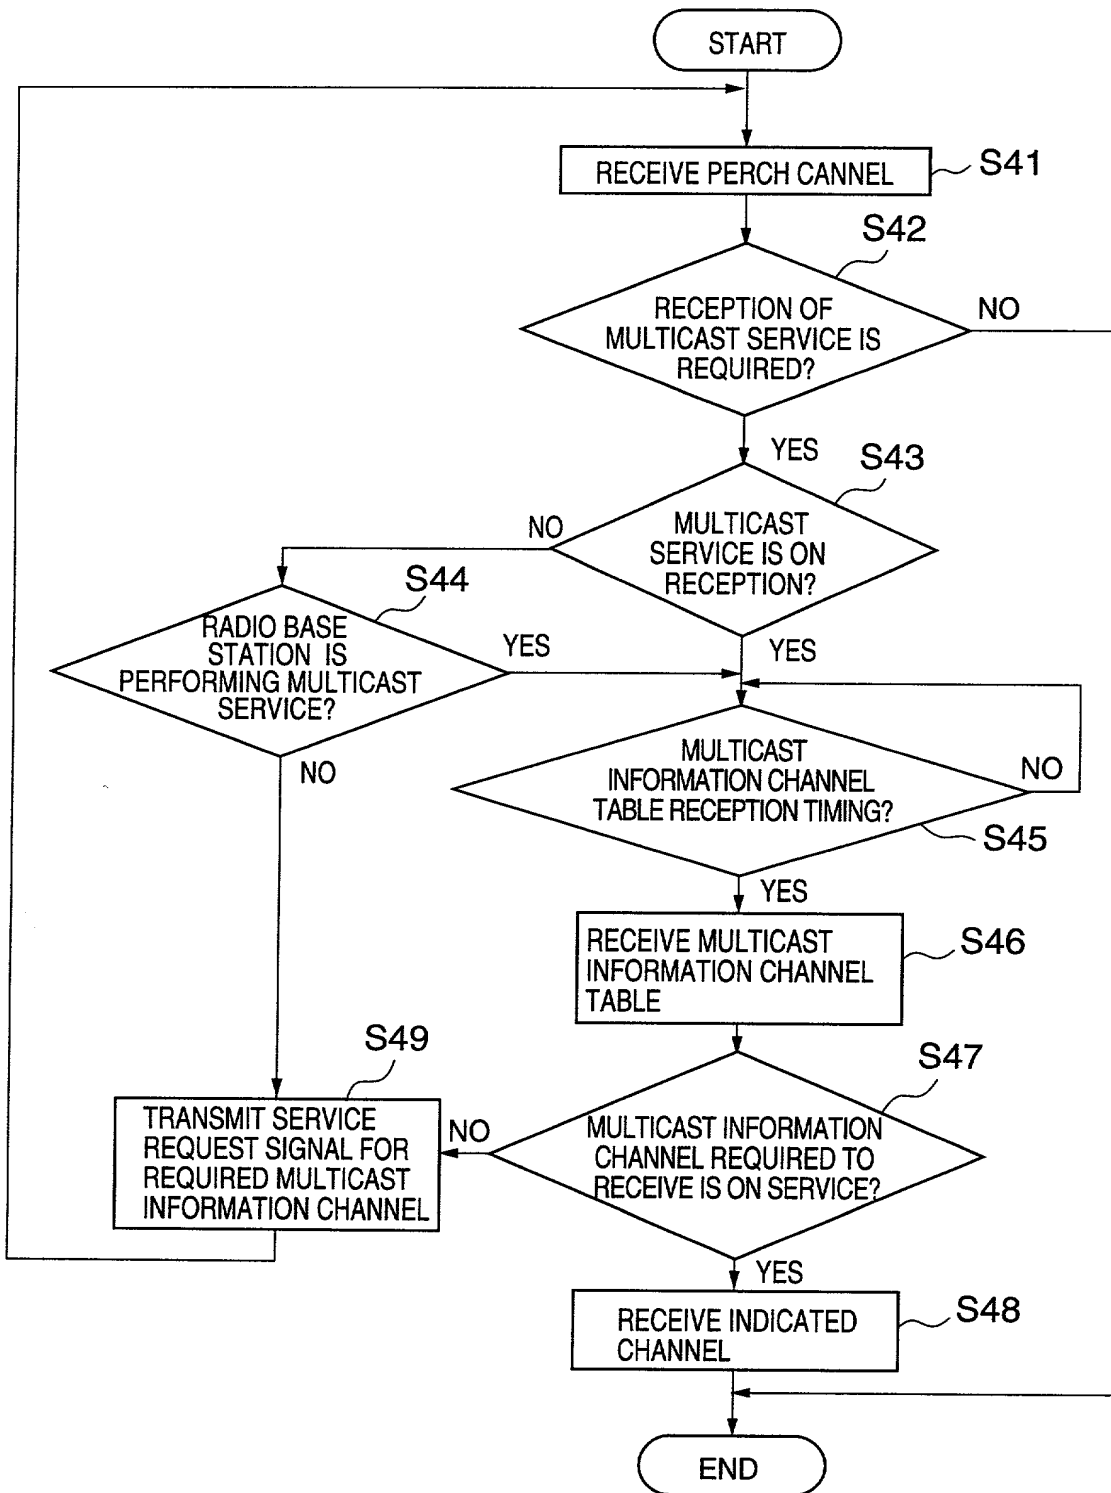 START
RECEIVE PERCH CANNEL
S41
S42
RECEPTION OF
MULTICAST SERVICE IS
REQUIRED?
NO
YES
S43
MULTICAST
SERVICE IS ON
RECEPTION?
NO
YES
S44
RADIO BASE
STATION IS
PERFORMING MULTICAST
SERVICE?
YES
NO
MULTICAST
INFORMATION CHANNEL
TABLE RECEPTION TIMING?
NO
S45
YES
RECEIVE MULTICAST
INFORMATION CHANNEL
TABLE
S46
S47
MULTICAST INFORMATION
CHANNEL REQUIRED TO
RECEIVE IS ON SERVICE?
NO
S49
TRANSMIT SERVICE
REQUEST SIGNAL FOR
REQUIRED MULTICAST
INFORMATION CHANNEL
YES
RECEIVE INDICATED
CHANNEL
S48
END